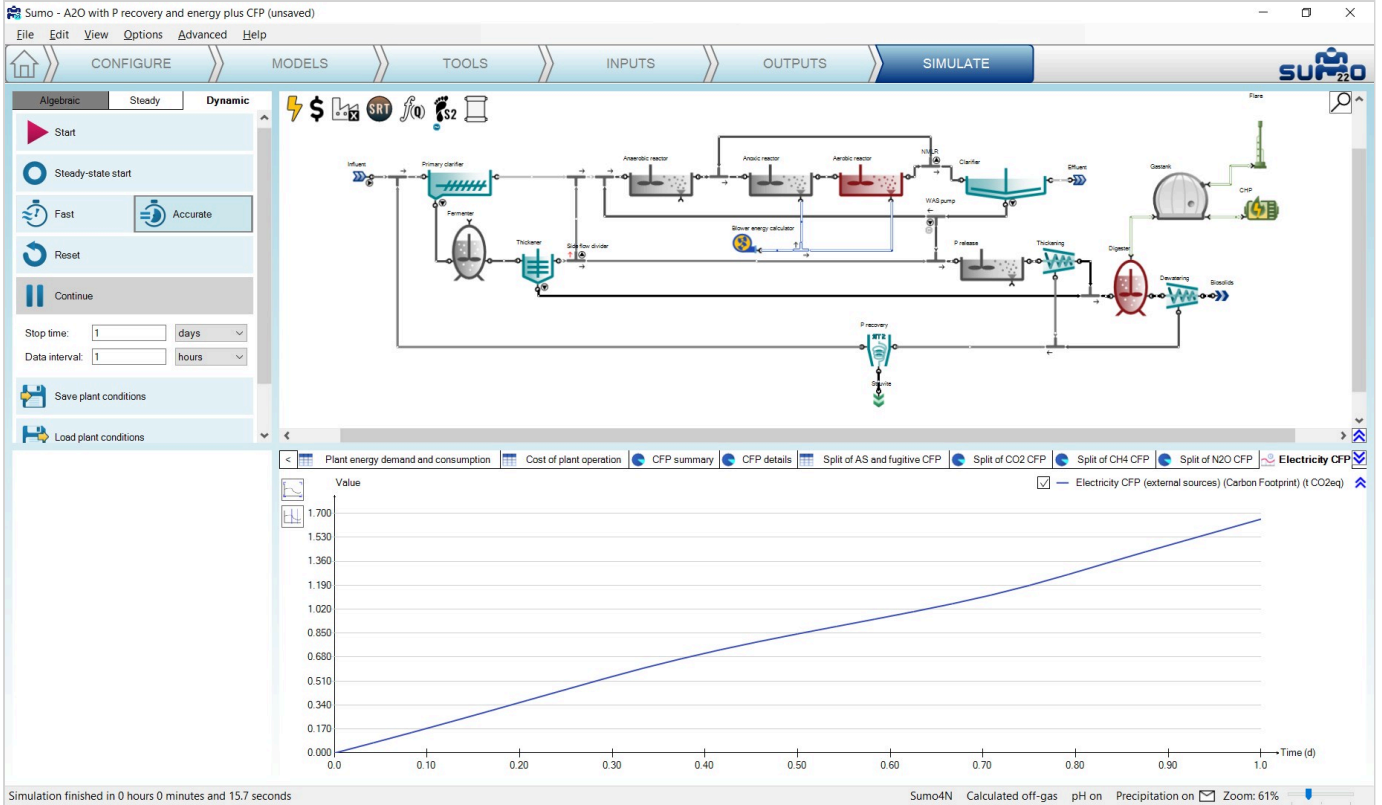 Sumo - A2O with P recovery and energy plus CFP (unsaved)
File Edit View Options Advanced Help
CONFIGURE MODELS TOOLS INPUTS OUTPUTS SIMULATE
SUMO 22
Algebraic Steady Dynamic
Start
Steady-state start
Fast Accurate
Reset
Continue
Stop time: 1 days
Data interval: 1 hours
Save plant conditions
Load plant conditions
$ X SRT f(Q) S2
Flare
Influent
Primary clarifier
Anaerobic reactor
Anoxic reactor
Aerobic reactor
NMLR
Clarifier
Effluent
Gastank
CHP
Fermenter
Thickener
Side flow divider
Blower energy calculator
WAS pump
P release
Thickening
Digester
Dewatering
Biosolids
P recovery
Struvite
< Plant energy demand and consumption Cost of plant operation CFP summary CFP details Split of AS and fugitive CFP Split of CO2 CFP Split of CH4 CFP Split of N2O CFP Electricity CFP
Value
Electricity CFP (external sources) (Carbon Footprint) (t CO2eq)
1.700
1.530
1.360
1.190
1.020
0.850
0.680
0.510
0.340
0.170
0.000
0.0 0.10 0.20 0.30 0.40 0.50 0.60 0.70 0.80 0.90 1.0
Time (d)
Simulation finished in 0 hours 0 minutes and 15.7 seconds
Sumo4N Calculated off-gas pH on Precipitation on Zoom: 61%